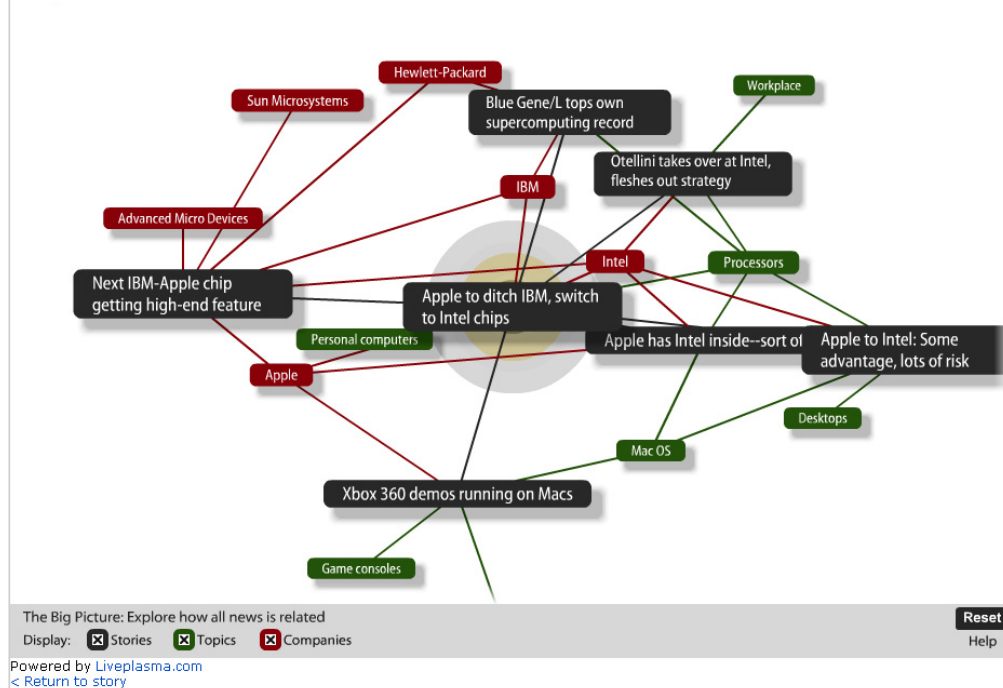 Hewlett-Packard
Workplace
Sun Microsystems
Blue Gene/L tops own
supercomputing record
Otellini takes over at Intel,
fleshes out strategy
IBM
Advanced Micro Devices
Intel
Processors
Next IBM-Apple chip
getting high-end feature
Apple to ditch IBM, switch
to Intel chips
Personal computers
Apple has Intel inside--sort of
Apple to Intel: Some
advantage, lots of risk
Apple
Desktops
Mac OS
Xbox 360 demos running on Macs
Game consoles
The Big Picture: Explore how all news is related
Reset
Display: Stories Topics Companies
Help
Powered by Liveplasma.com
< Return to story